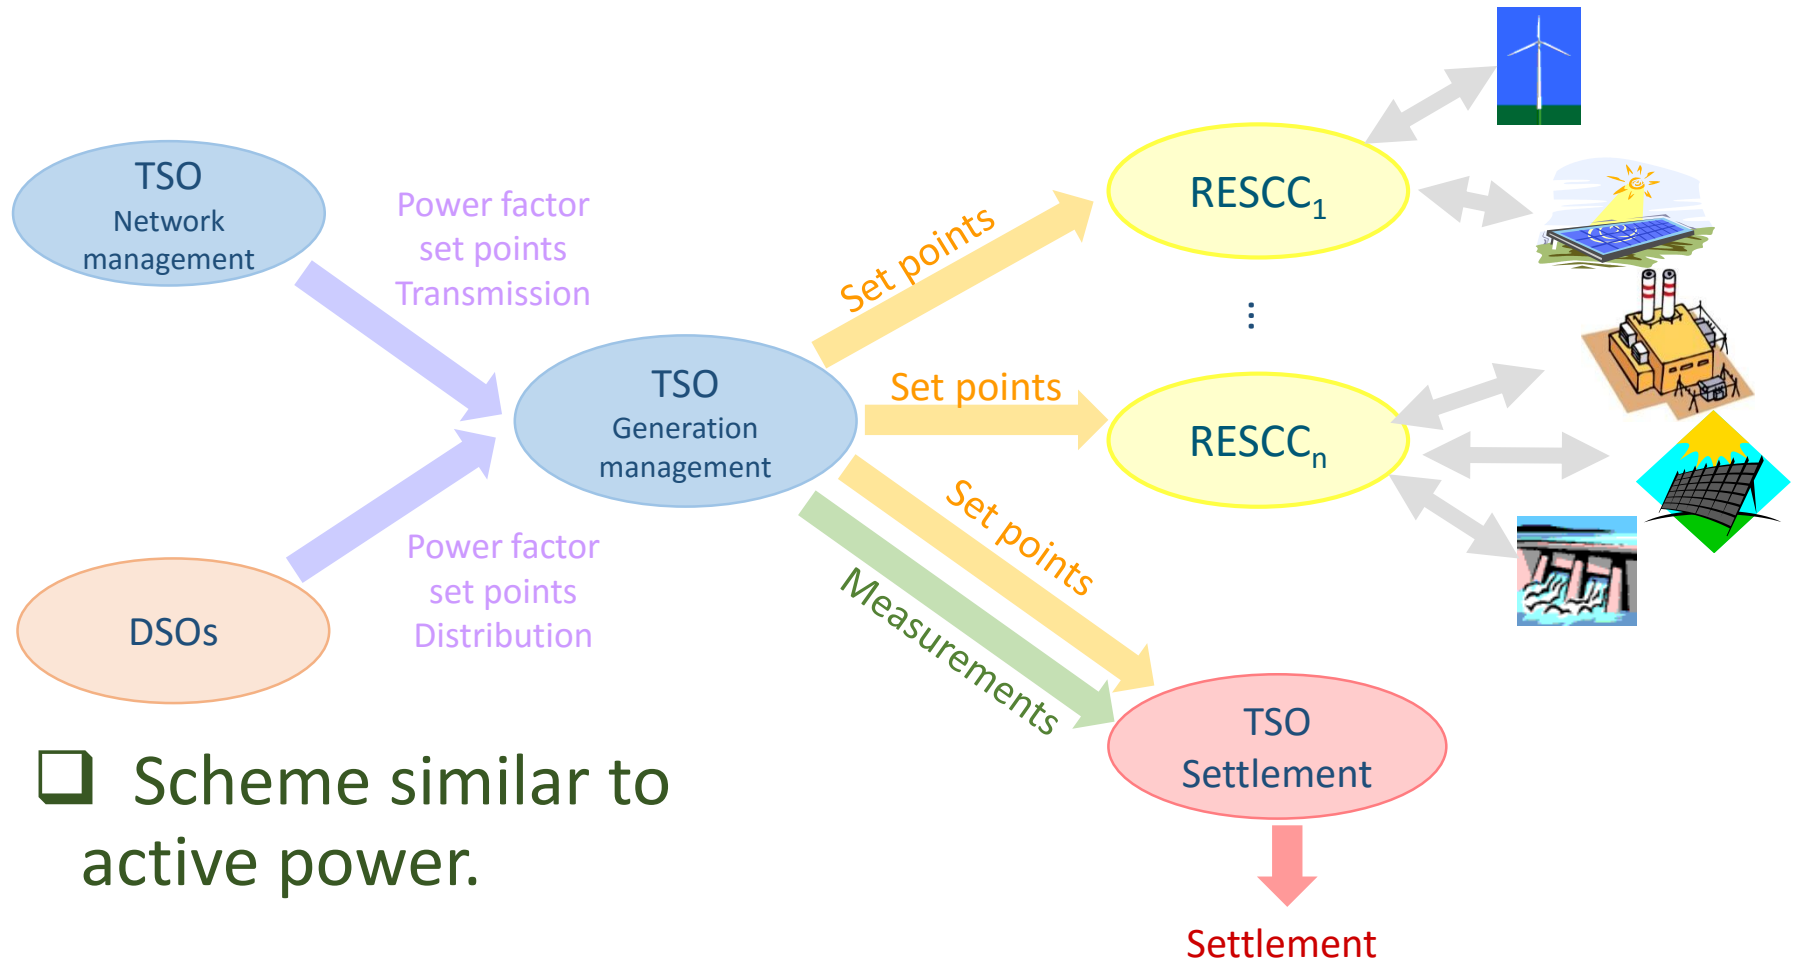 TSO
Network
management
Power factor
set points
Transmission
TSO
Generation
management
DSOs
Power factor
set points
Distribution
Set points
RESCC1
⋮
Set points
RESCCn
Set points
Measurements
TSO
Settlement
Settlement
❑ Scheme similar to
active power.